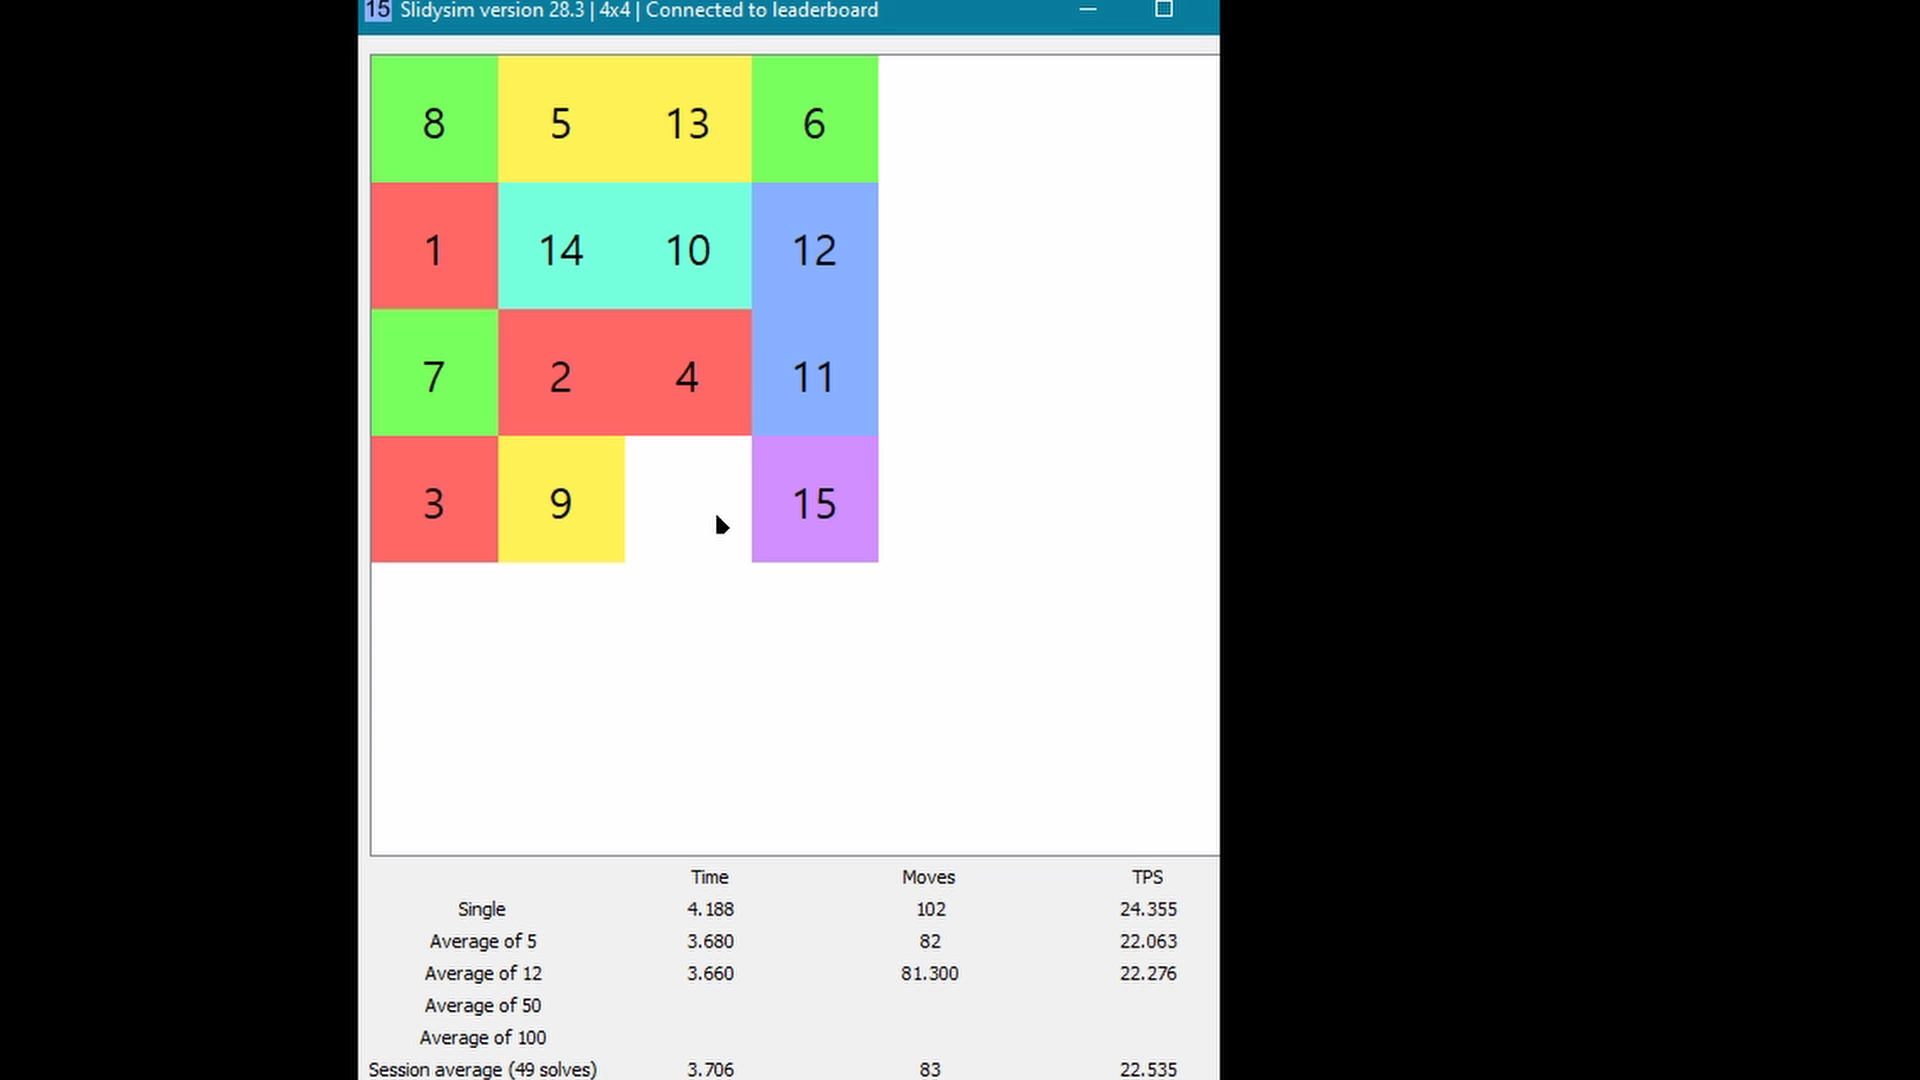 15 Slidysim version 28.3 | 4x4 | Connected to leaderboard
8 5 13 6
1 14 10 12
7 2 4 11
3 9 15
Time Moves TPS
Single 4.188 102 24.355
Average of 5 3.680 82 22.063
Average of 12 3.660 81.300 22.276
Average of 50
Average of 100
Session average (49 solves) 3.706 83 22.535